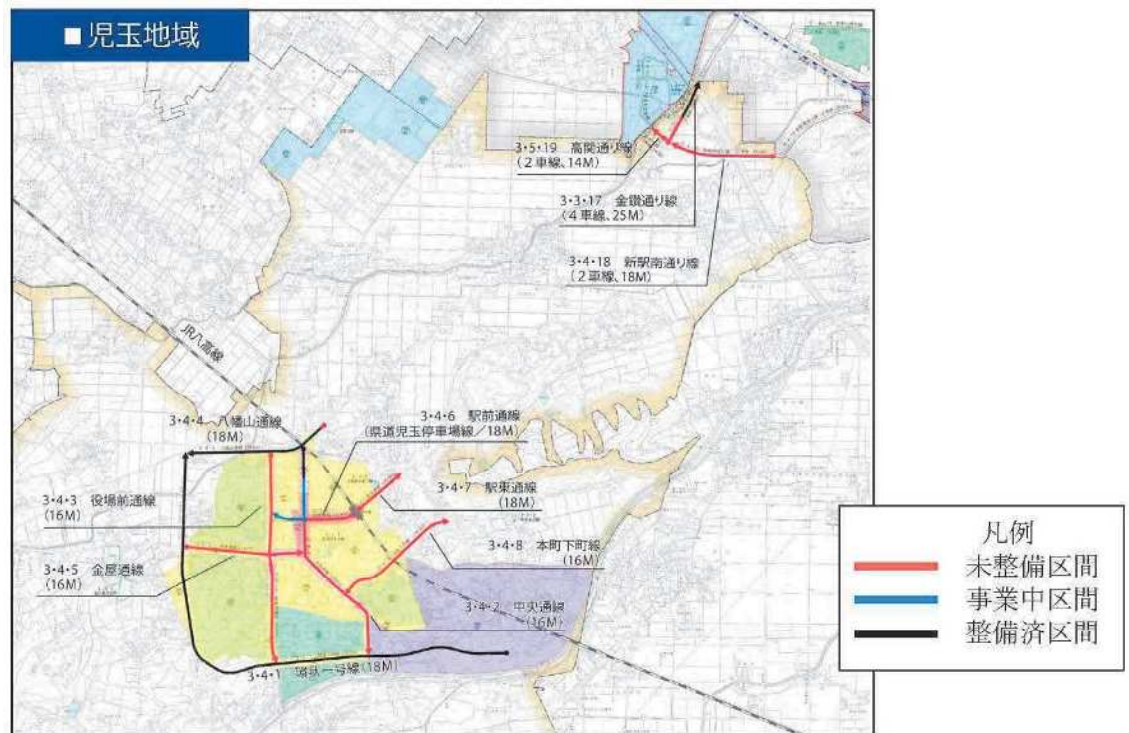 ■児玉地域
3・5・19 高関通り線
(2車線、14M)
3・3・17 金鑚通り線
(4車線、25M)
3・4・18 新駅南通り線
(2車線、18M)
JR八高線
3・4・4 八幡山通線
(18M)
3・4・6 駅前通線
(県道児玉停車場線／18M)
3・4・3 役場前通線
(16M)
3・4・7 駅東通線
(18M)
3・4・8 本町下町線
(16M)
3・4・5 金屋通線
(16M)
3・4・2 中央通線
(16M)
3・4・1 環状一号線(18M)
凡例
未整備区間
事業中区間
整備済区間